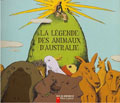 LA LÉGENDE
DES ANIMAUX
D'AUSTRALIE